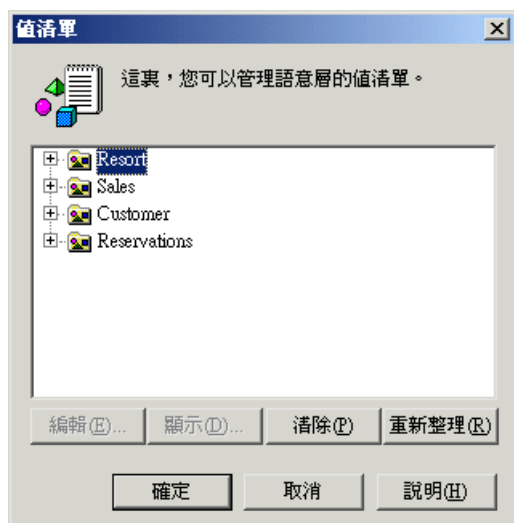 值清單
這裏，您可以管理語意層的值清單。
Resort
Sales
Customer
Reservations
編輯(E)... 顯示(D)... 清除(P) 重新整理(R)
確定 取消 說明(H)